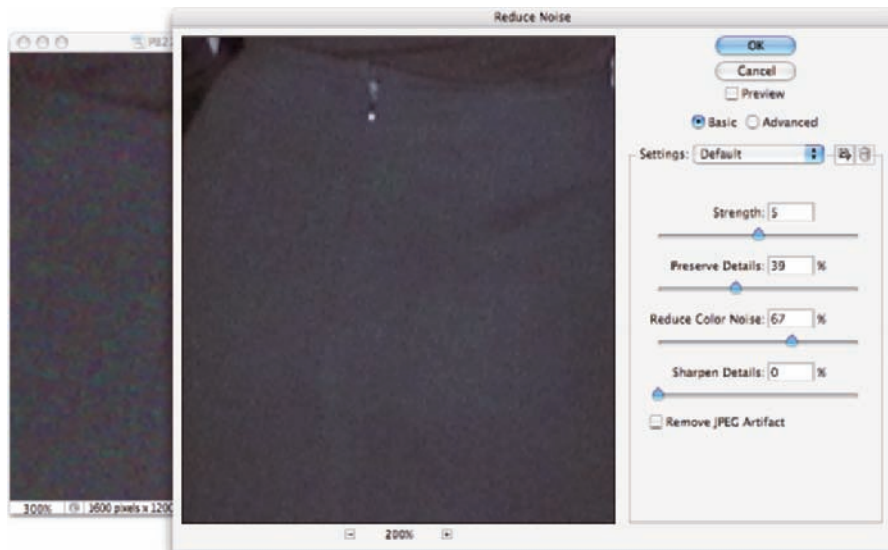 Reduce Noise
OK
Cancel
Preview
Basic Advanced
Settings: Default
Strength: 5
Preserve Details: 39 %
Reduce Color Noise: 67 %
Sharpen Details: 0 %
Remove JPEG Artifact
300% 1600 pixels x 1200
200%